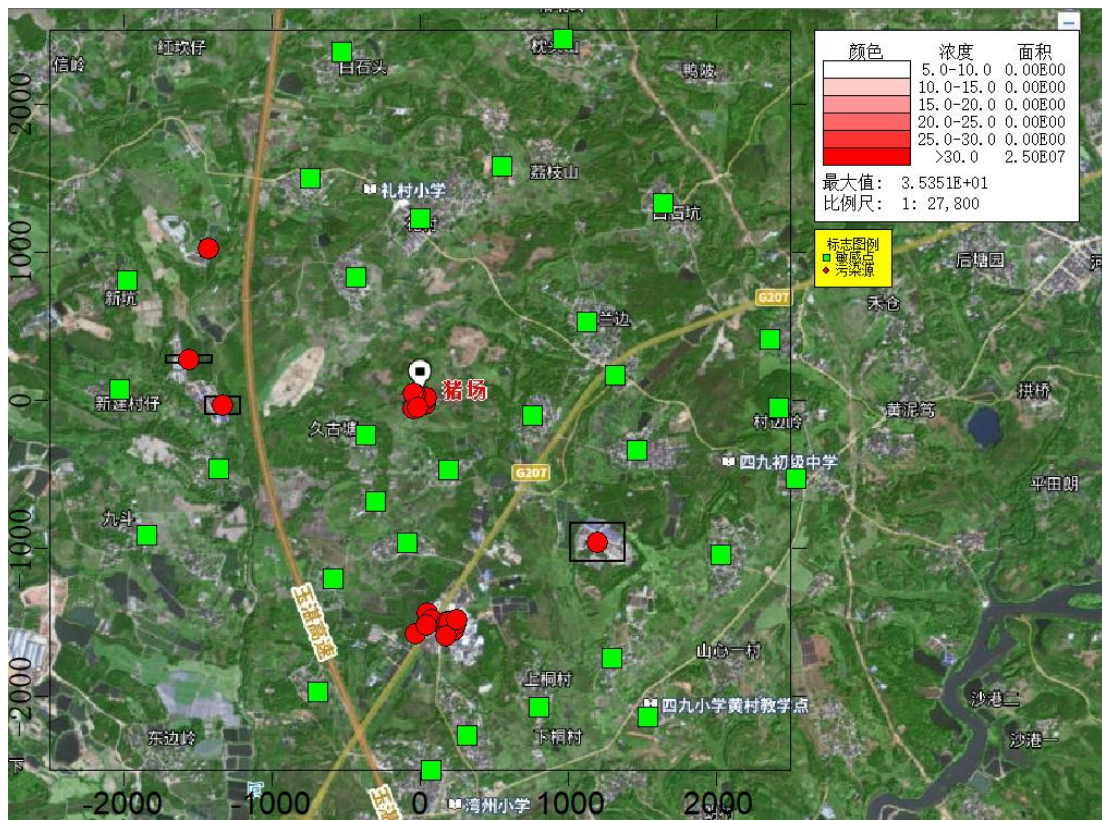 红坎仔
枕头山
信岭
白石头
鸭陂
颜色 浓度 面积
5.0-10.0 0.00E00
10.0-15.0 0.00E00
15.0-20.0 0.00E00
20.0-25.0 0.00E00
25.0-30.0 0.00E00
>30.0 2.50E07
最大值: 3.5351E+01
比例尺: 1: 27,800
2000
荔枝山
礼村小学
白石坑
标志图例
敏感点
污染源
1000
后塘园
新坑
G207
禾仓
兰边
猪场
拱桥
新建村仔
0
黄泥笃
村边岭
久古塘
四九初级中学
G207
平田朗
九斗
-1000
玉湛高速
山心一村
上桐村
-2000
四九小学黄村教学点
沙港二
东边岭
下桐村
沙港一
下
-2000 -1000 0 1000 2000
湾州小学